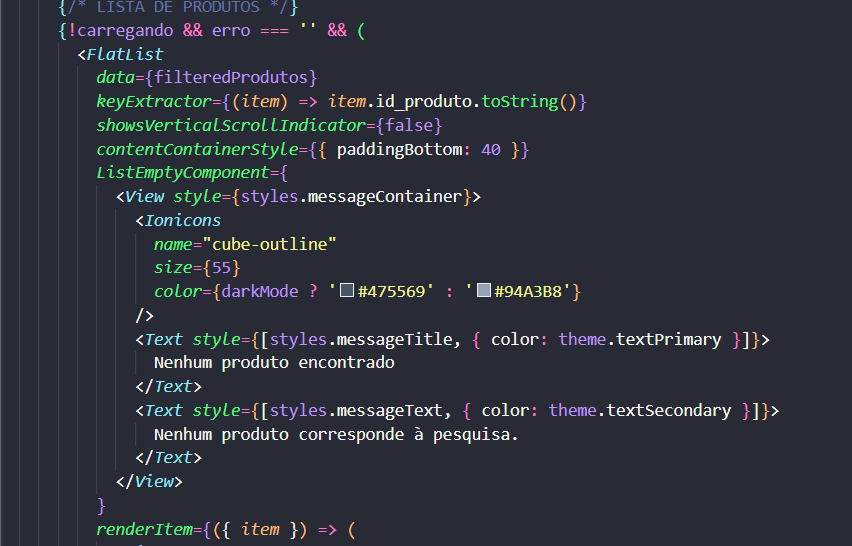 {/* LISTA DE PRODUTOS */}
{!carregando && erro === '' && (
<FlatList
data={filteredProdutos}
keyExtractor={(item) => item.id_produto.toString()}
showsVerticalScrollIndicator={false}
contentContainerStyle={{ paddingBottom: 40 }}
ListEmptyComponent={
<View style={styles.messageContainer}>
<Ionicons
name="cube-outline"
size={55}
color={darkMode ? '#475569' : '#94A3B8'}
/>
<Text style={[styles.messageTitle, { color: theme.textPrimary }]}>
Nenhum produto encontrado
</Text>
<Text style={[styles.messageText, { color: theme.textSecondary }]}>
Nenhum produto corresponde à pesquisa.
</Text>
</View>
}
renderItem={({ item }) => (